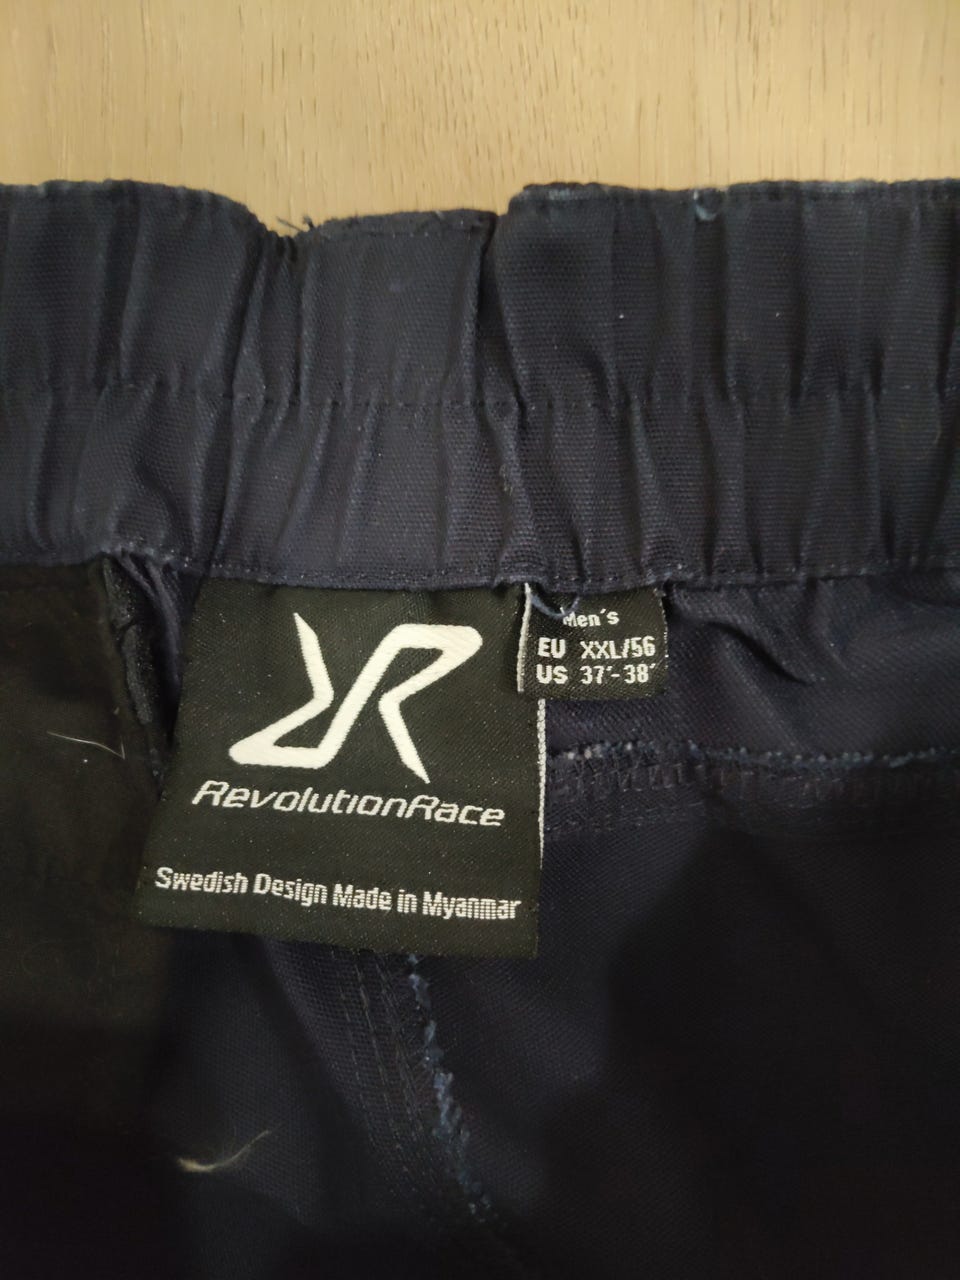 RevolutionRace
Swedish Design Made in Myanmar
Men´s
EU XXL/56
US 37´-38´